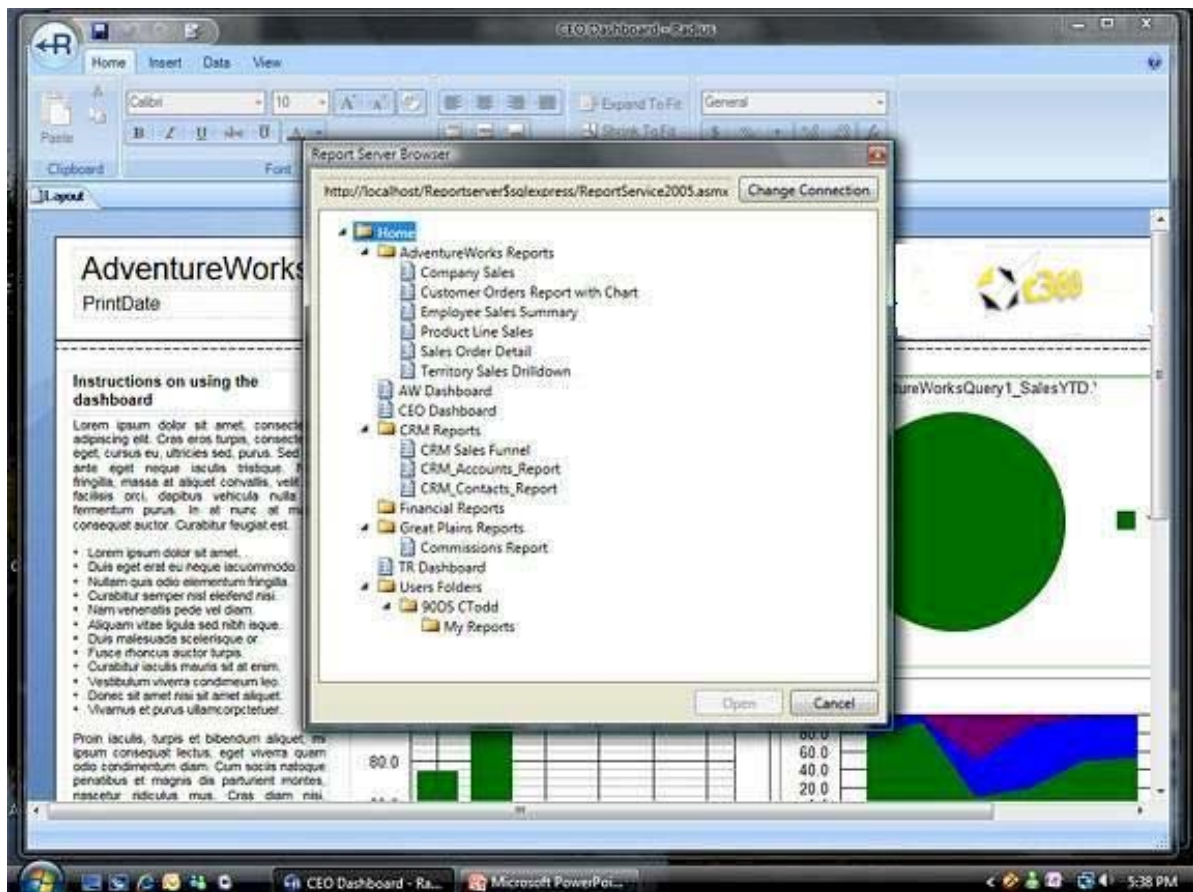 CEO Dashboard - Radius
Home Insert Data View
Calibri 10 Expand To Fit General
Paste B I U abc Shrink To Fit $ %
Clipboard Font
Layout
Report Server Browser
http://localhost/Reportserver$sqlexpress/ReportService2005.asmx Change Connection
Home
AdventureWorks Reports
Company Sales
Customer Orders Report with Chart
Employee Sales Summary
Product Line Sales
Sales Order Detail
Territory Sales Drilldown
AW Dashboard
CEO Dashboard
CRM Reports
CRM Sales Funnel
CRM_Accounts_Report
CRM_Contacts_Report
Financial Reports
Great Plains Reports
Commissions Report
TR Dashboard
Users Folders
90DS CTodd
My Reports
Open Cancel
AdventureWorks
PrintDate
c360
Instructions on using the
dashboard
Lorem ipsum dolor sit amet, consecte
adipiscing elit. Cras eros turpis, consecte
eget, cursus eu, ultricies sed, purus. Sed
ante eget neque iaculis tristique.
fringilla, massa at aliquet convallis, velit
facilisis orci, dapibus vehicula nulla
fermentum purus. In at nunc at
consequat auctor. Curabitur feugiat est.
• Lorem ipsum dolor sit amet.
• Duis eget erat eu neque iacuommodo.
• Nullam quis odio elementum fringilla.
• Curabitur semper nisl eleifend nisi.
• Nam venenatis pede vel diam.
• Aliquam vitae ligula sed nibh isque.
• Duis malesuada scelerisque or.
• Fusce rhoncus auctor turpis.
• Curabitur iaculis mauris sit at enim.
• Vestibulum viverra condimeum leo.
• Donec sit amet nisi sit amet aliquet.
• Vivamus et purus ullamcorpctetuer.
Proin iaculis, turpis et bibendum aliquet, mi
ipsum consequat lectus, eget viverra quam
odio condimentum diam. Cum sociis natoque
penatibus et magnis dis parturient montes,
nascetur ridiculus mus. Cras diam nisi,
tureWorksQuery1_SalesYTD.'
80.0
60.0
40.0
20.0
CEO Dashboard - Ra... Microsoft PowerPoi... 5:38 PM